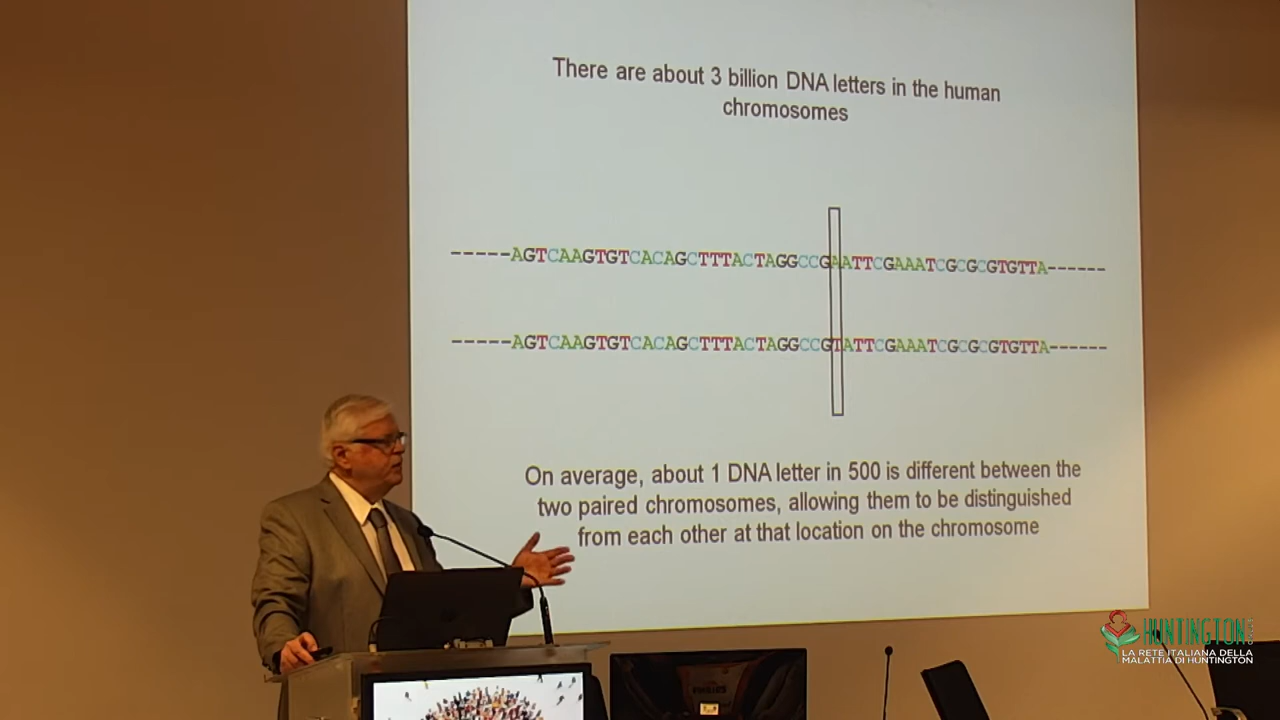 There are about 3 billion DNA letters in the human
chromosomes
-----AGTCAAGTGTCACAGCTTTACTAGGCCGAATTCGAAATCGCGCGTGTTA------
-----AGTCAAGTGTCACAGCTTTACTAGGCCGTATTCGAAATCGCGCGTGTTA------
On average, about 1 DNA letter in 500 is different between the
two paired chromosomes, allowing them to be distinguished
from each other at that location on the chromosome
HUNTINGTON
LA RETE ITALIANA DELLA
MALATTIA DI HUNTINGTON
PHILIPS